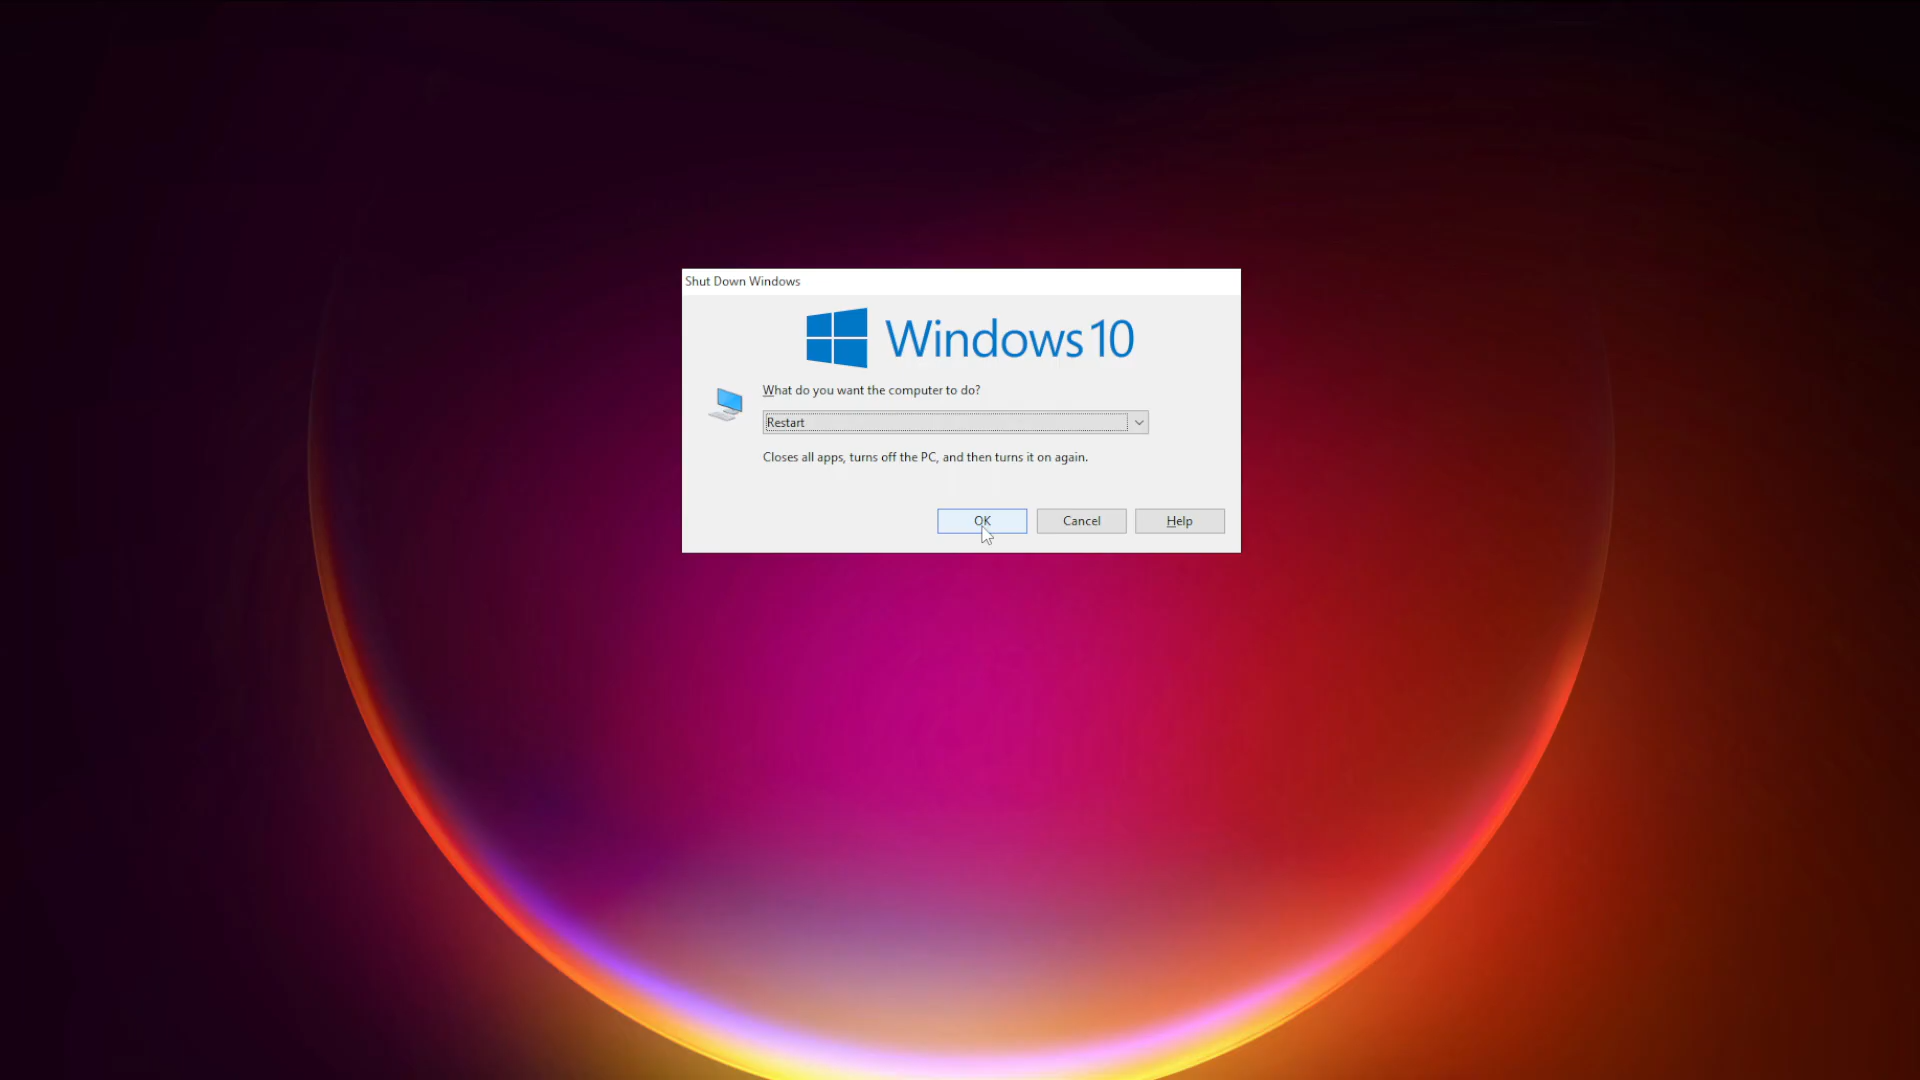 Shut Down Windows
Windows 10
What do you want the computer to do?
Restart
Closes all apps, turns off the PC, and then turns it on again.
OK
Cancel
Help